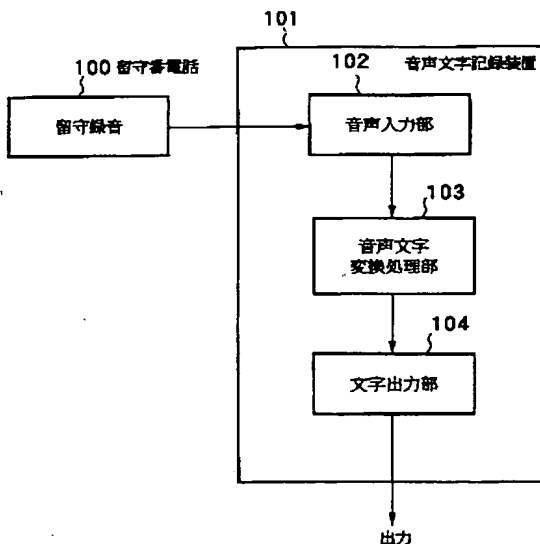 101
100 留守番電話
102
音声文字記録装置
留守録音
音声入力部
103
音声文字
変換処理部
104
文字出力部
出力